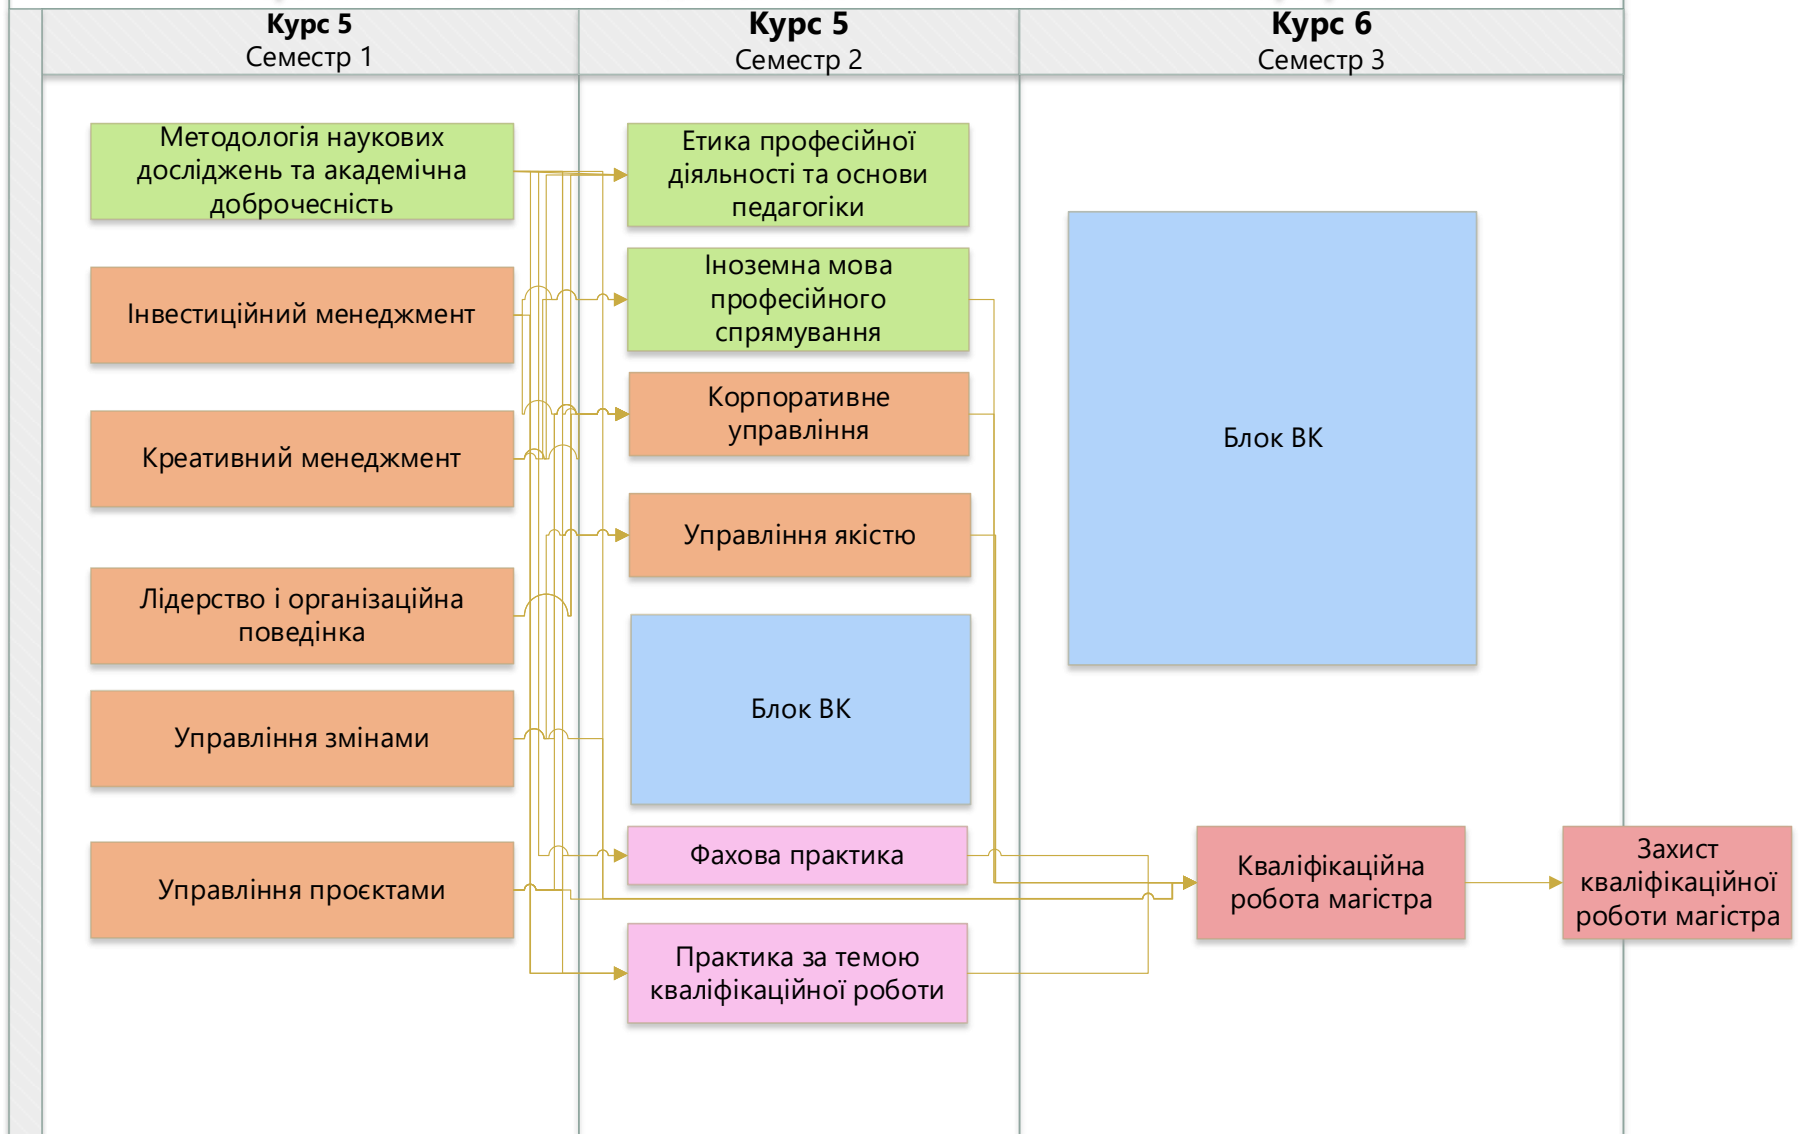 Курс 5
Семестр 1
Курс 5
Семестр 2
Курс 6
Семестр 3
Методологія наукових
досліджень та академічна
доброчесність
Інвестиційний менеджмент
Креативний менеджмент
Лідерство і організаційна
поведінка
Управління змінами
Управління проєктами
Етика професійної
діяльності та основи
педагогіки
Іноземна мова
професійного
спрямування
Корпоративне
управління
Управління якістю
Блок ВК
Фахова практика
Практика за темою
кваліфікаційної роботи
Блок ВК
Кваліфікаційна
робота магістра
Захист
кваліфікаційної
роботи магістра